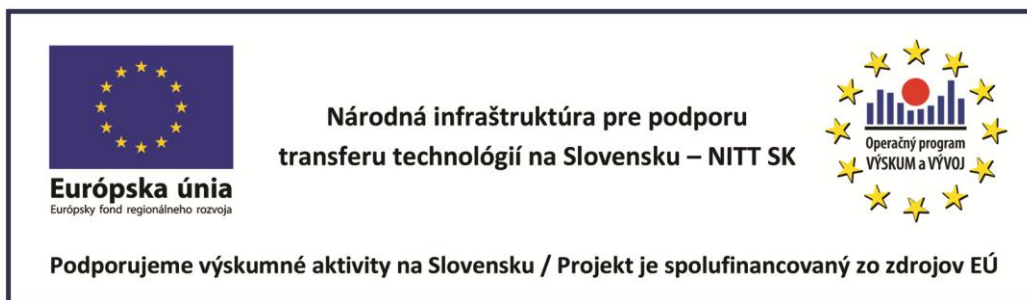 Národná infraštruktúra pre podporu
transferu technológií na Slovensku – NITT SK
Európska únia
Európsky fond regionálneho rozvoja
Operačný program
VÝSKUM a VÝVOJ
Podporujeme výskumné aktivity na Slovensku / Projekt je spolufinancovaný zo zdrojov EÚ